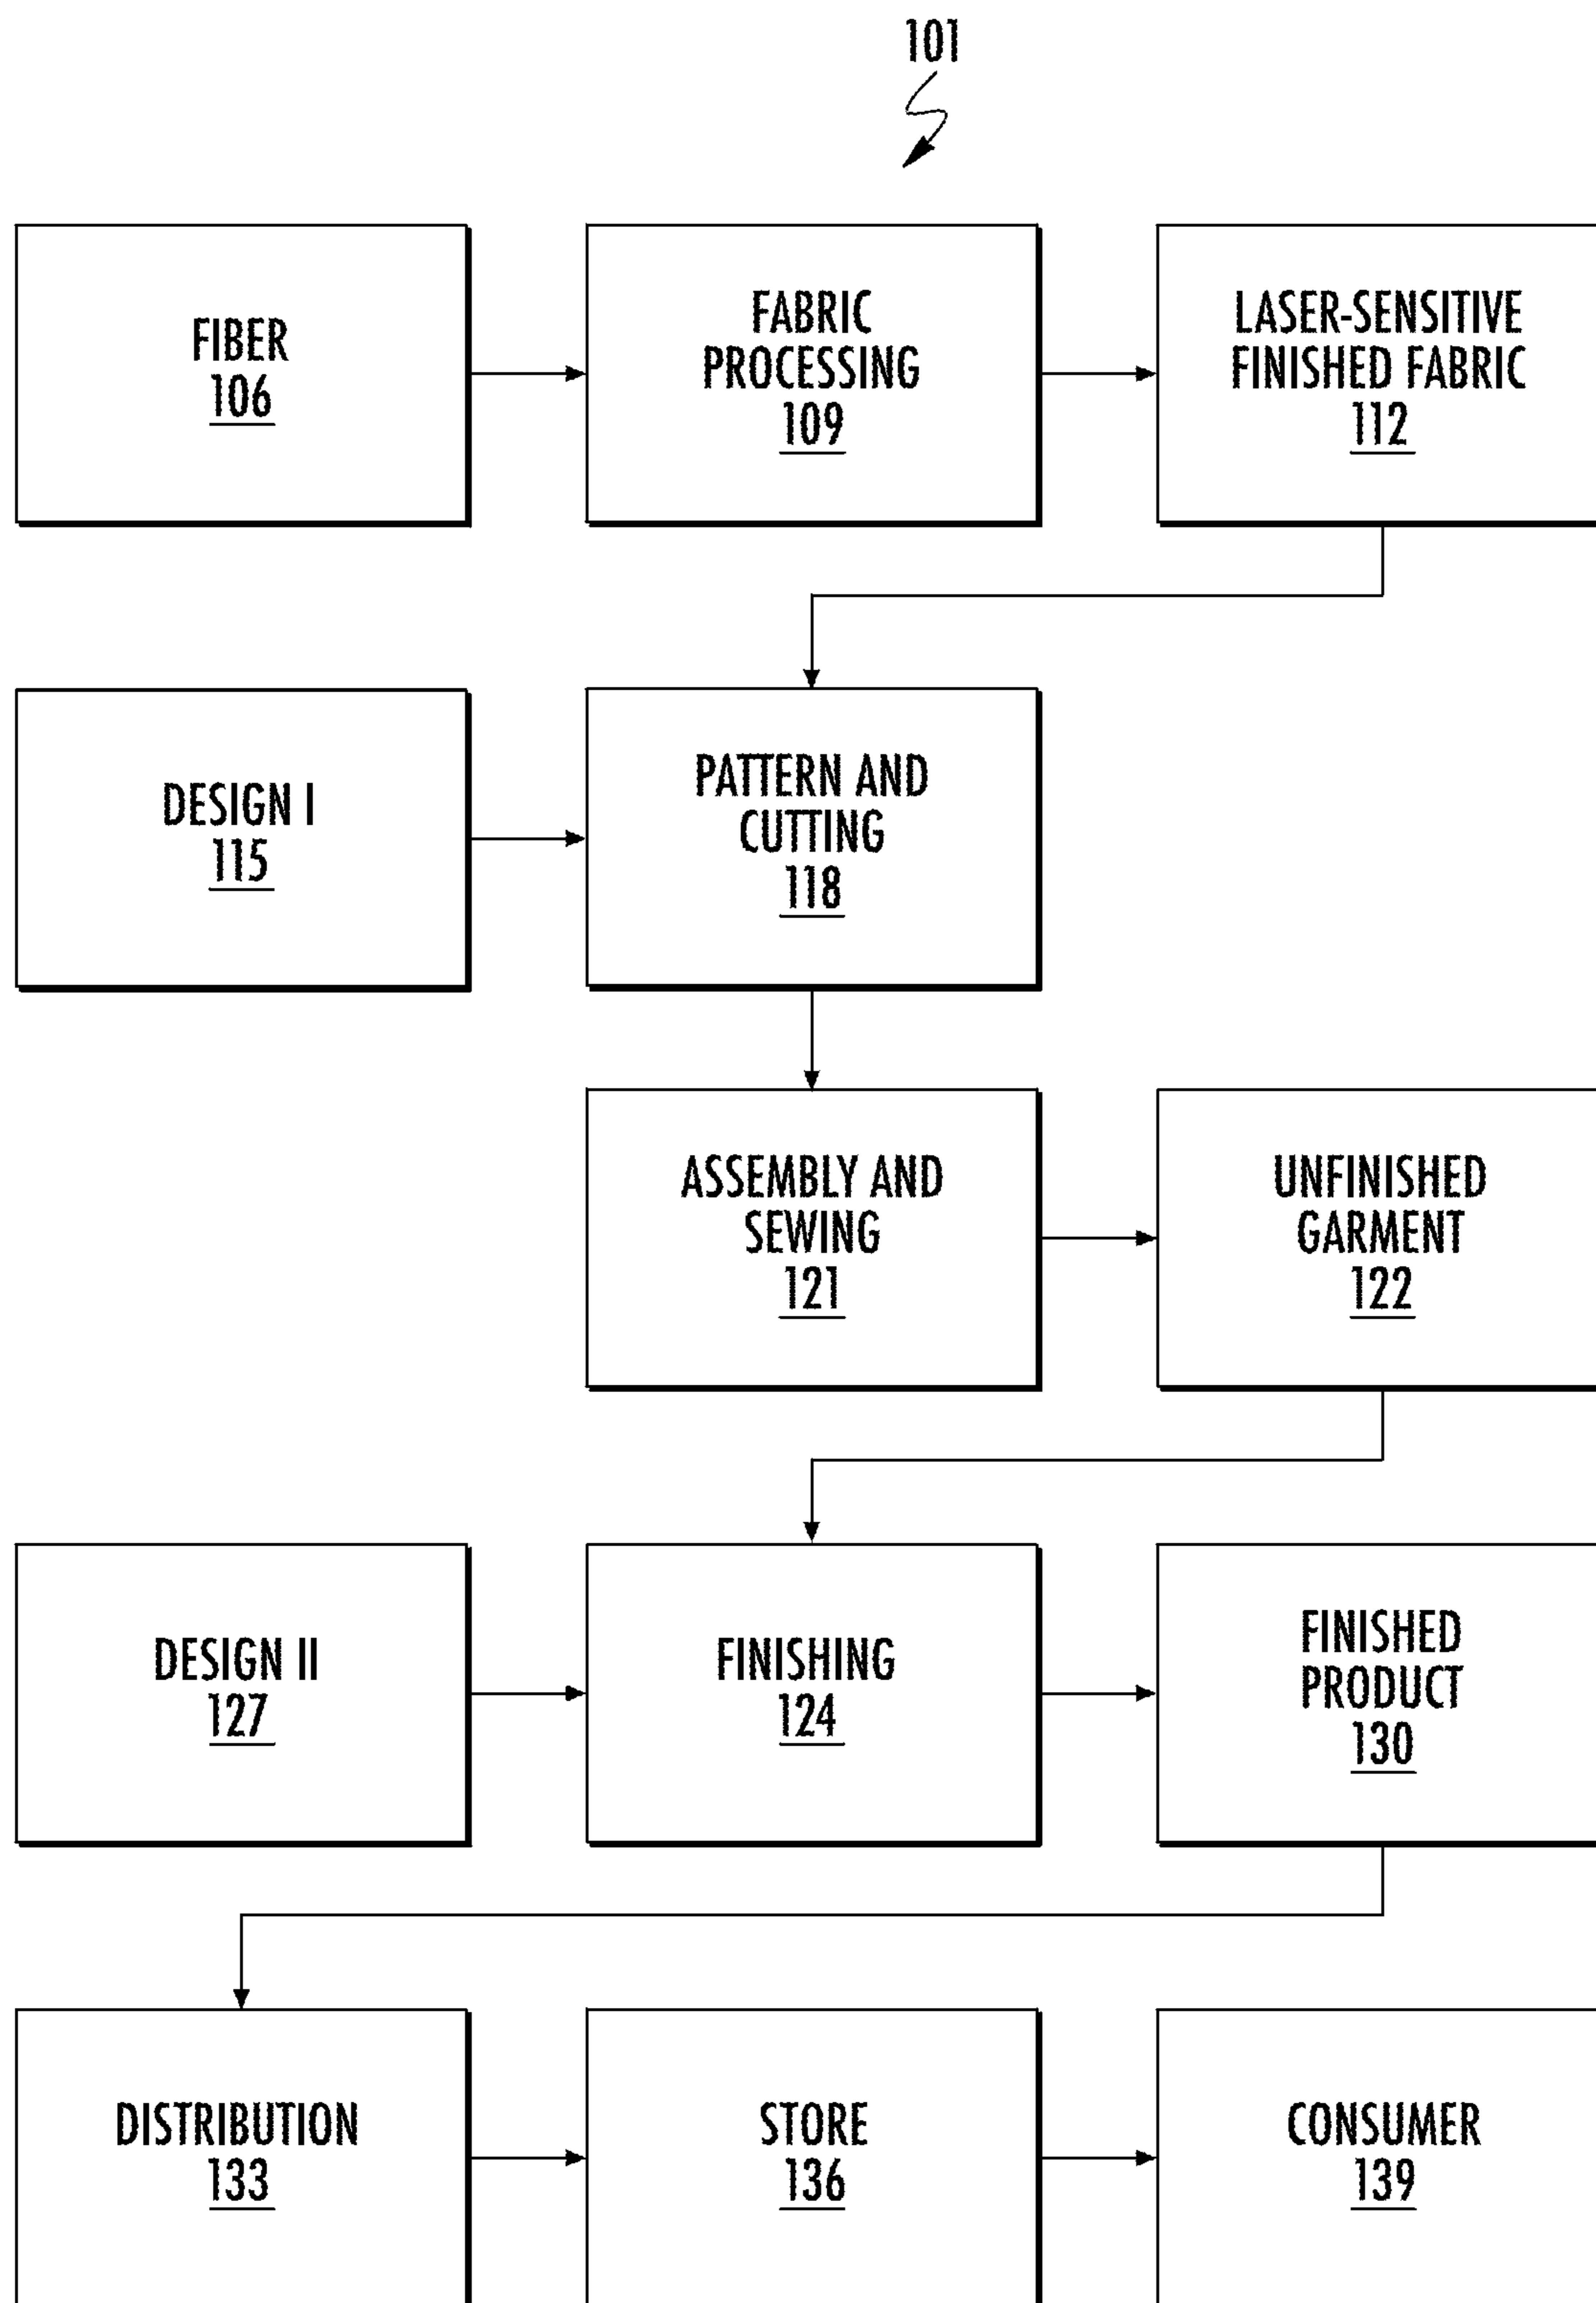 101
FIBER
106
FABRIC
PROCESSING
109
LASER-SENSITIVE
FINISHED FABRIC
112
DESIGN I
115
PATTERN AND
CUTTING
118
ASSEMBLY AND
SEWING
121
UNFINISHED
GARMENT
122
DESIGN II
127
FINISHING
124
FINISHED
PRODUCT
130
DISTRIBUTION
133
STORE
136
CONSUMER
139